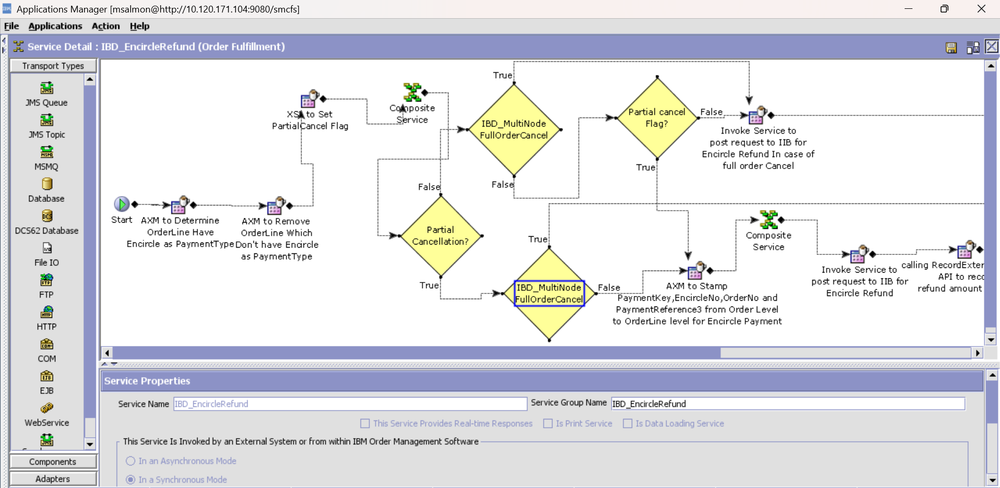 Applications Manager [msalmon@http://10.120.171.104:9080/smcfs]
File Applications Action Help
Service Detail : IBD_EncircleRefund (Order Fulfillment)
Transport Types
JMS Queue
JMS Topic
MSMQ
Database
DCS62 Database
File IO
FTP
HTTP
COM
EJB
WebService
Components
Adapters
Start
AXM to Determine
OrderLine Have
Encircle as PaymentType
AXM to Remove
OrderLine Which
Don't have Encircle
as PaymentType
XSL to Set
PartialCancel Flag
Composite
Service
Partial
Cancellation?
False
True
IBD_MultiNode
FullOrderCancel
True
False
Partial cancel
Flag?
False
True
Invoke Service to
post request to IIB for
Encircle Refund In case of
full order Cancel
IBD_MultiNode
FullOrderCancel
True
False
AXM to Stamp
PaymentKey,EncircleNo,OrderNo and
PaymentReference3 from Order Level
to OrderLine level for Encircle Payment
Composite
Service
Invoke Service to
post request to IIB for
Encircle Refund
calling RecordExter
API to reco
refund amount
Service Properties
Service Name IBD_EncircleRefund Service Group Name IBD_EncircleRefund
This Service Provides Real-time Responses Is Print Service Is Data Loading Service
This Service Is Invoked by an External System or from within IBM Order Management Software
In an Asynchronous Mode
In a Synchronous Mode